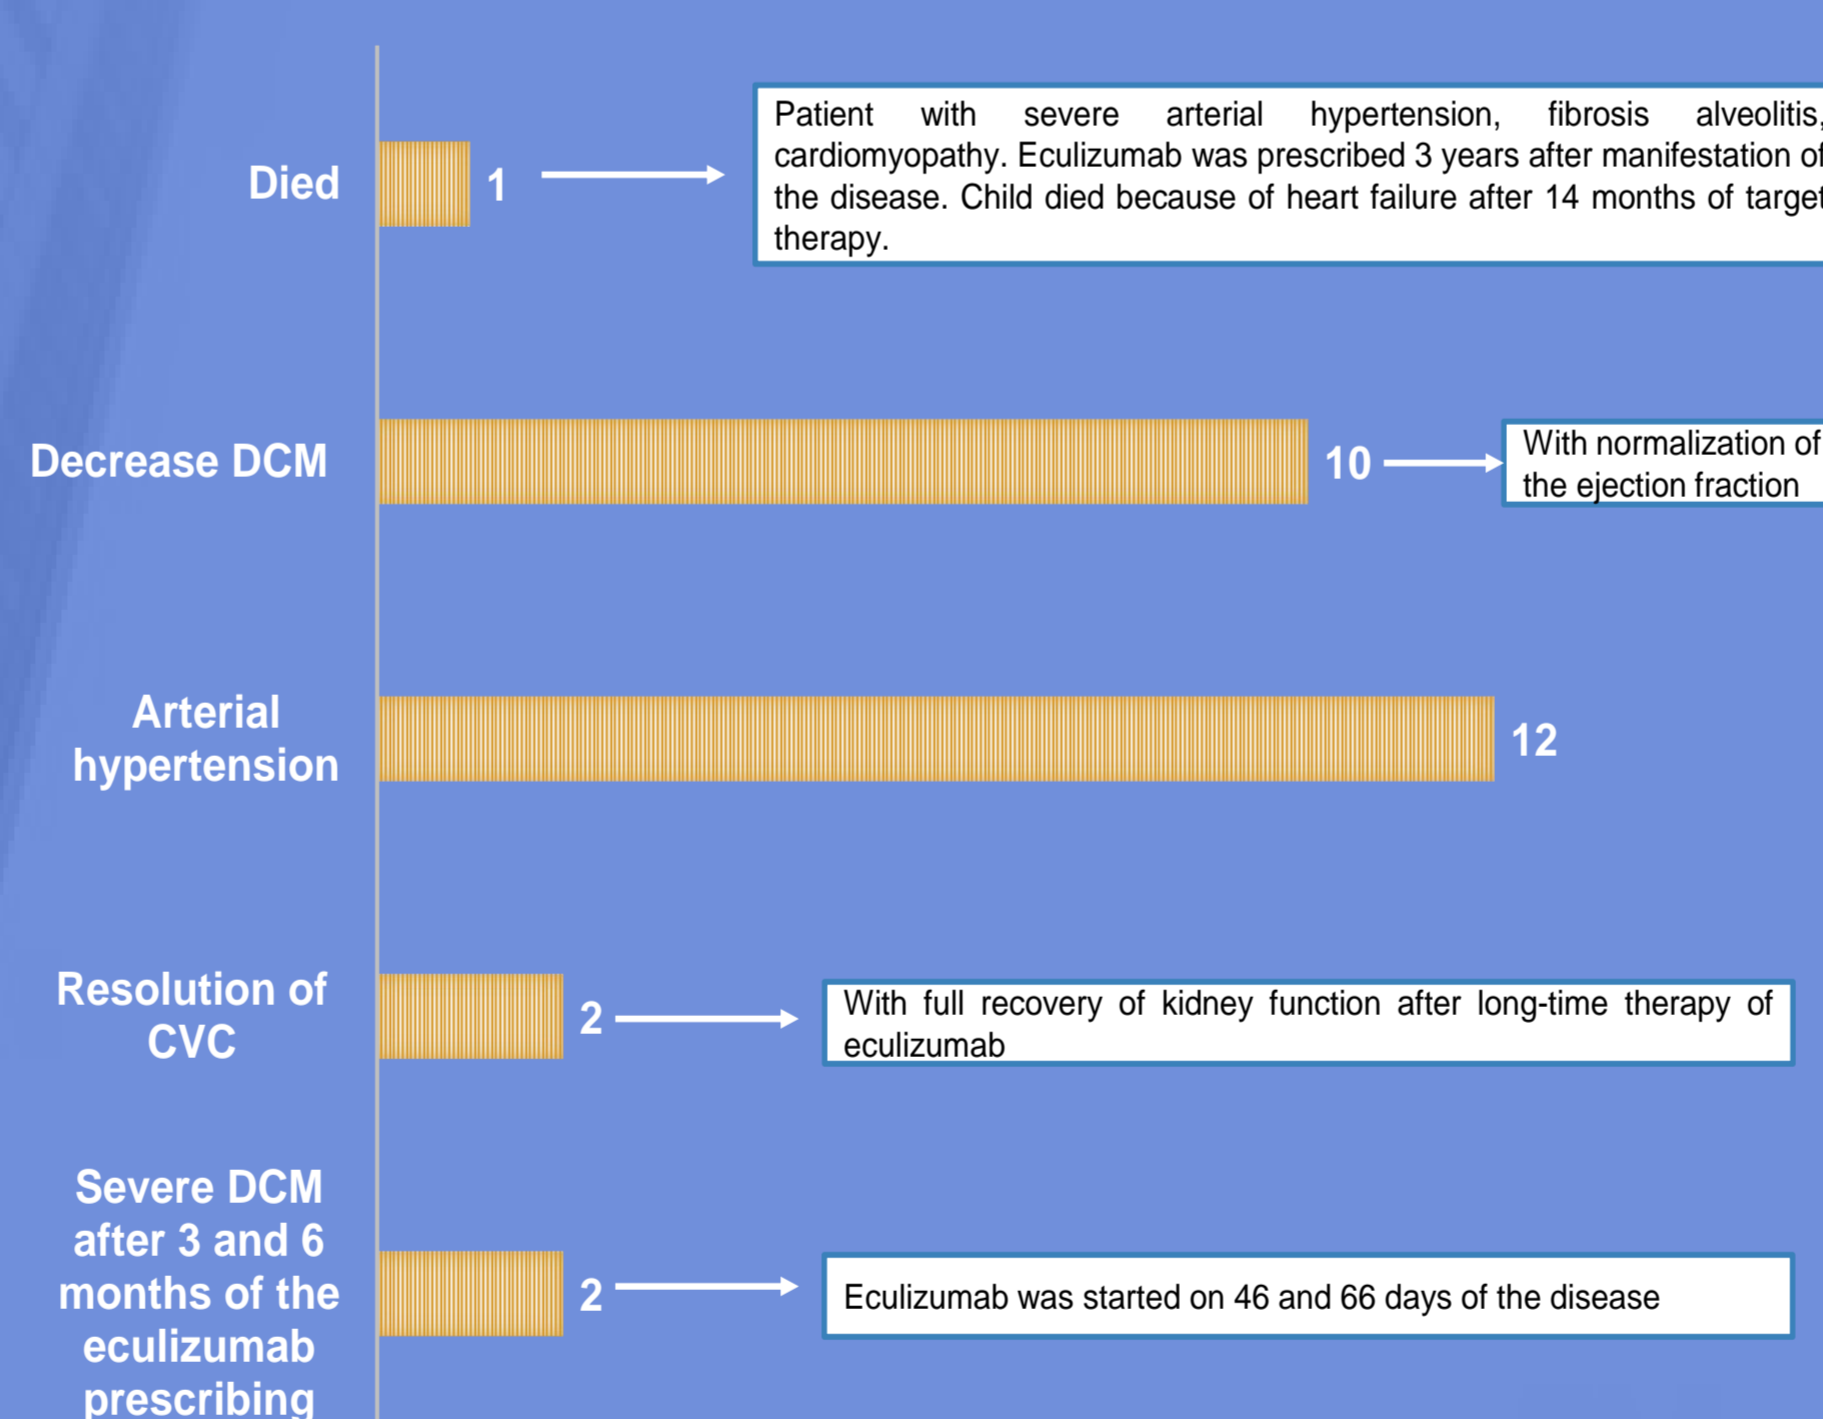 Died
1
Patient with severe arterial hypertension, fibrosis alveolitis,
cardiomyopathy. Eculizumab was prescribed 3 years after manifestation of
the disease. Child died because of heart failure after 14 months of target
therapy.
Decrease DCM
10
With normalization of
the ejection fraction
Arterial
hypertension
12
Resolution of
CVC
2
With full recovery of kidney function after long-time therapy of
eculizumab
Severe DCM
after 3 and 6
months of the
eculizumab
prescribing
2
Eculizumab was started on 46 and 66 days of the disease